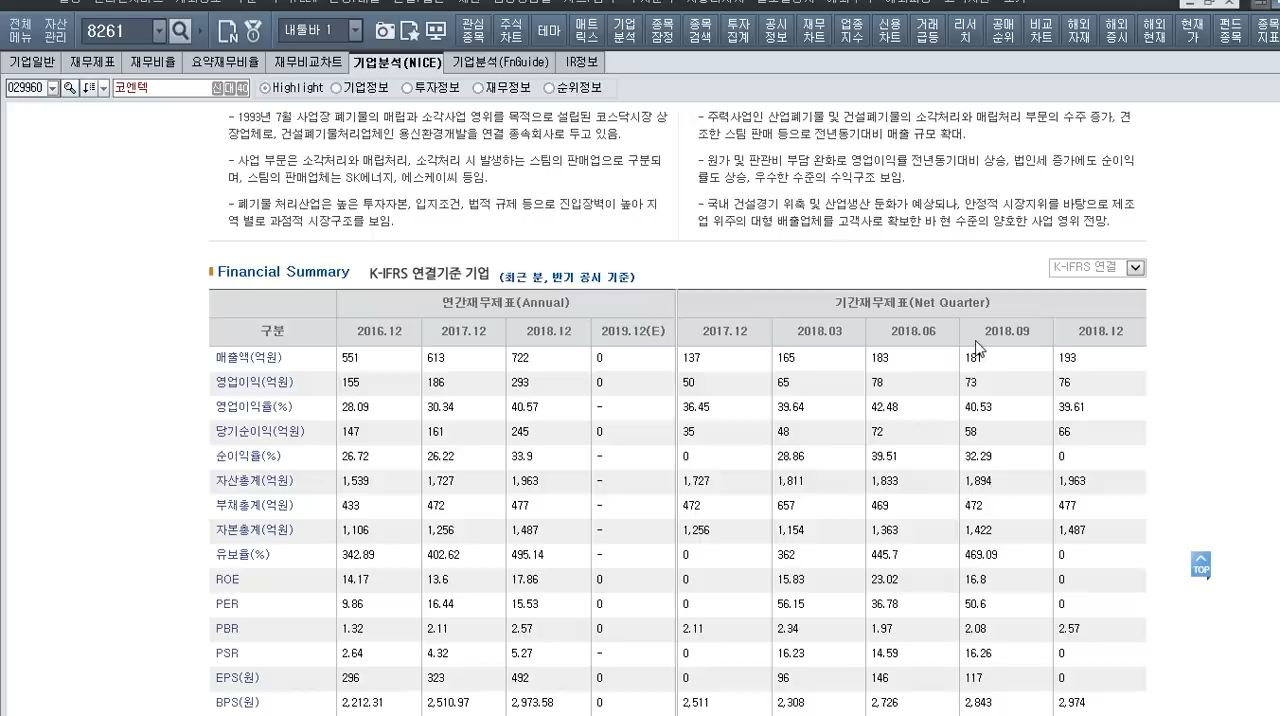 전체 자산 8261 내툴바 1 관심 주식 테마 매트 기업 종목 종목 투자 공시 재무 업종 신용 거래 리서 공매 비교 해외 해외 해외 현재 펀드 종목
메뉴 관리 종목 차트 릭스 분석 잠정 검색 집계 정보 차트 지수 차트 급등 치 순위 차트 자재 증시 현재 가 종목 지표
기업일반 재무제표 재무비율 요약재무비율 재무비교차트 기업분석(NICE) 기업분석(FnGuide) IR정보
029960 코엔텍 신 대 40 Highlight 기업정보 투자정보 재무정보 순위정보
- 1993년 7월 사업장 폐기물의 매립과 소각사업 영위를 목적으로 설립된 코스닥시장 상
장업체로, 건설폐기물처리업체인 용신환경개발을 연결 종속회사로 두고 있음.
- 사업 부문은 소각처리와 매립처리, 소각처리 시 발생하는 스팀의 판매업으로 구분되
며, 스팀의 판매업체는 SK에너지, 에스케이씨 등임.
- 폐기물 처리산업은 높은 투자자본, 입지조건, 법적 규제 등으로 진입장벽이 높아 지
역 별로 과점적 시장구조를 보임.
- 주력사업인 산업폐기물 및 건설폐기물의 소각처리와 매립처리 부문의 수주 증가, 견
조한 스팀 판매 등으로 전년동기대비 매출 규모 확대.
- 원가 및 판관비 부담 완화로 영업이익률 전년동기대비 상승, 법인세 증가에도 순이익
률도 상승, 우수한 수준의 수익구조 보임.
- 국내 건설경기 위축 및 산업생산 둔화가 예상되나, 안정적 시장지위를 바탕으로 제조
업 위주의 대형 배출업체를 고객사로 확보한 바 현 수준의 양호한 사업 영위 전망.
Financial Summary K-IFRS 연결기준 기업 (최근 분, 반기 공시 기준) K-IFRS 연결
연간재무제표(Annual) 기간재무제표(Net Quarter)
구분 2016.12 2017.12 2018.12 2019.12(E) 2017.12 2018.03 2018.06 2018.09 2018.12
매출액(억원) 551 613 722 0 137 165 183 181 193
영업이익(억원) 155 186 293 0 50 65 78 73 76
영업이익률(%) 28.09 30.34 40.57 - 36.45 39.64 42.48 40.53 39.61
당기순이익(억원) 147 161 245 0 35 48 72 58 66
순이익률(%) 26.72 26.22 33.9 - 0 28.86 39.51 32.29 0
자산총계(억원) 1,539 1,727 1,963 - 1,727 1,811 1,833 1,894 1,963
부채총계(억원) 433 472 477 - 472 657 469 472 477
자본총계(억원) 1,106 1,256 1,487 - 1,256 1,154 1,363 1,422 1,487
유보율(%) 342.89 402.62 495.14 - 0 362 445.7 469.09 0
ROE 14.17 13.6 17.86 0 0 15.83 23.02 16.8 0
PER 9.86 16.44 15.53 0 0 56.15 36.78 50.6 0
PBR 1.32 2.11 2.57 0 2.11 2.34 1.97 2.08 2.57
PSR 2.64 4.32 5.27 - 0 16.23 14.59 16.26 0
EPS(원) 296 323 492 0 0 96 146 117 0
BPS(원) 2,212.31 2,510.97 2,973.58 0 2,511 2,308 2,726 2,843 2,974
TOP